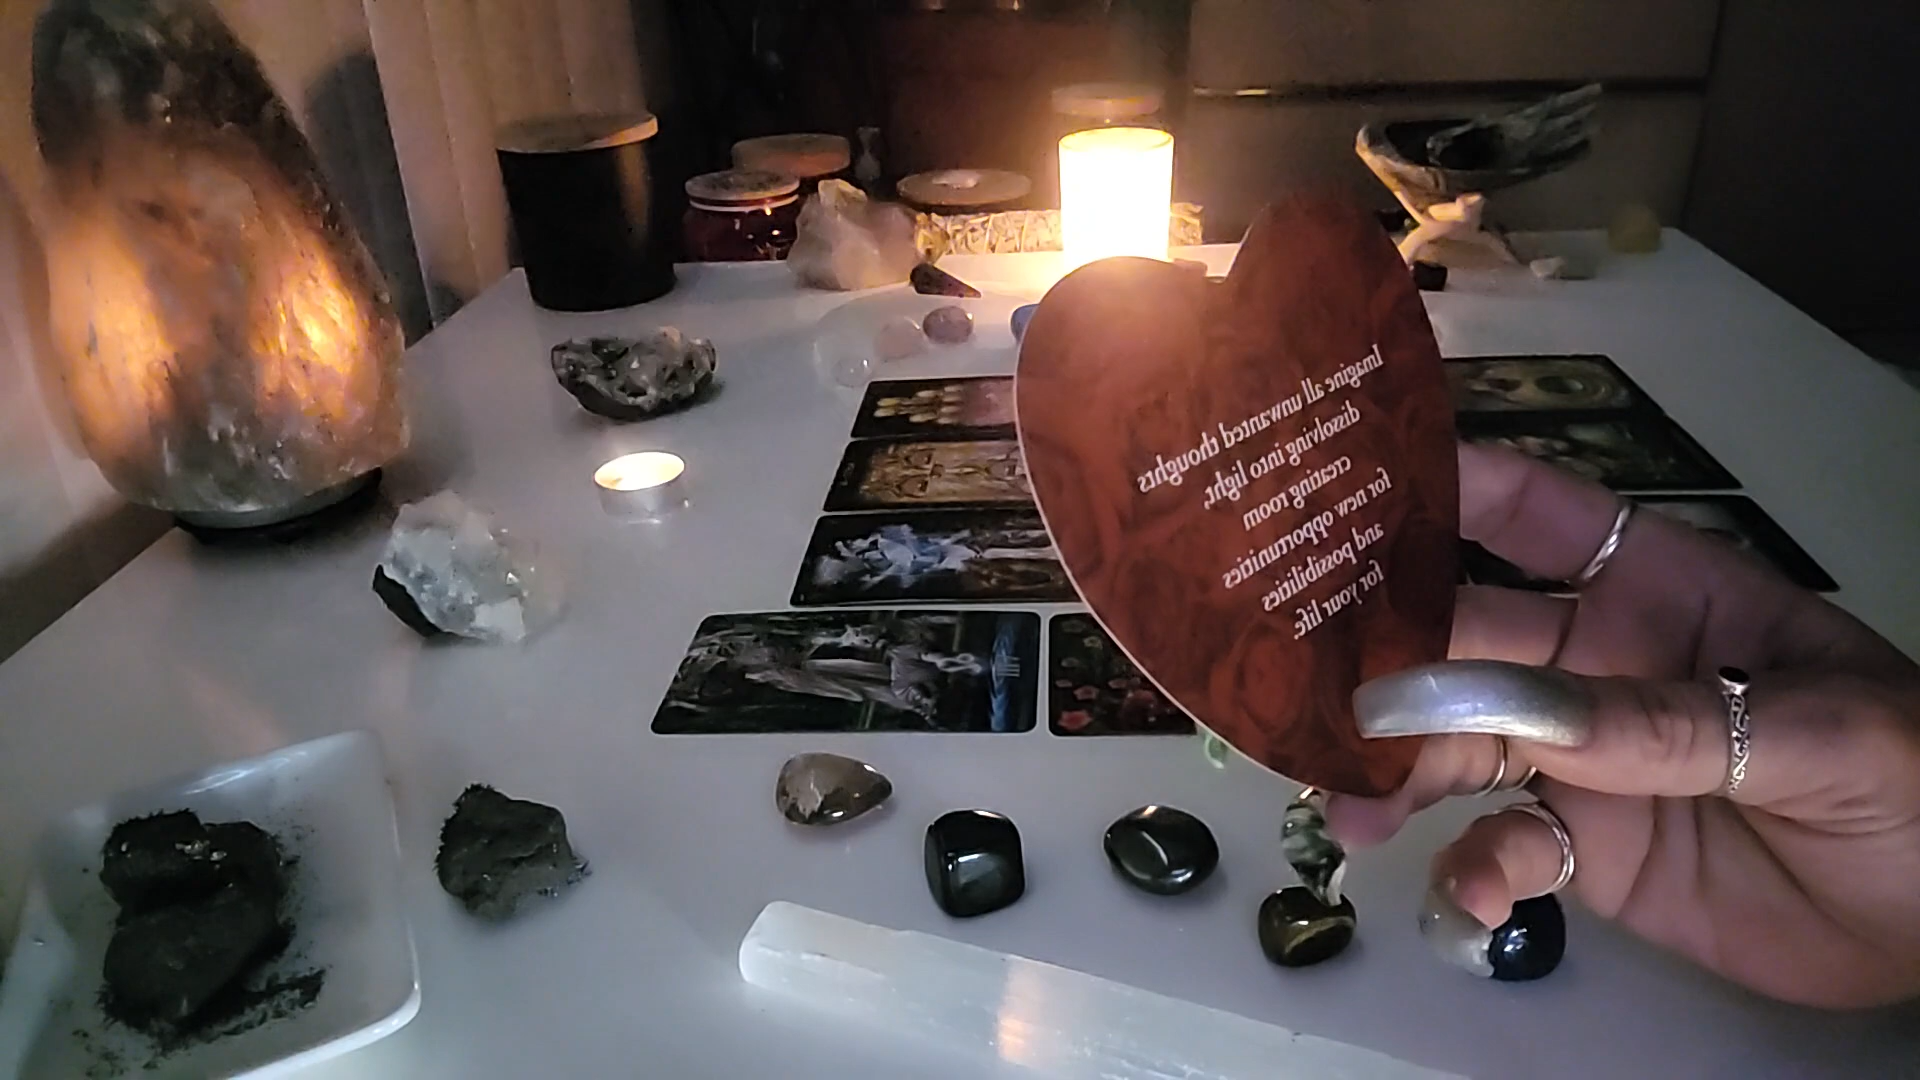 Imagine all unwanted thoughts
dissolving into light,
creating room
for new opportunities
and possibilities
for your life.